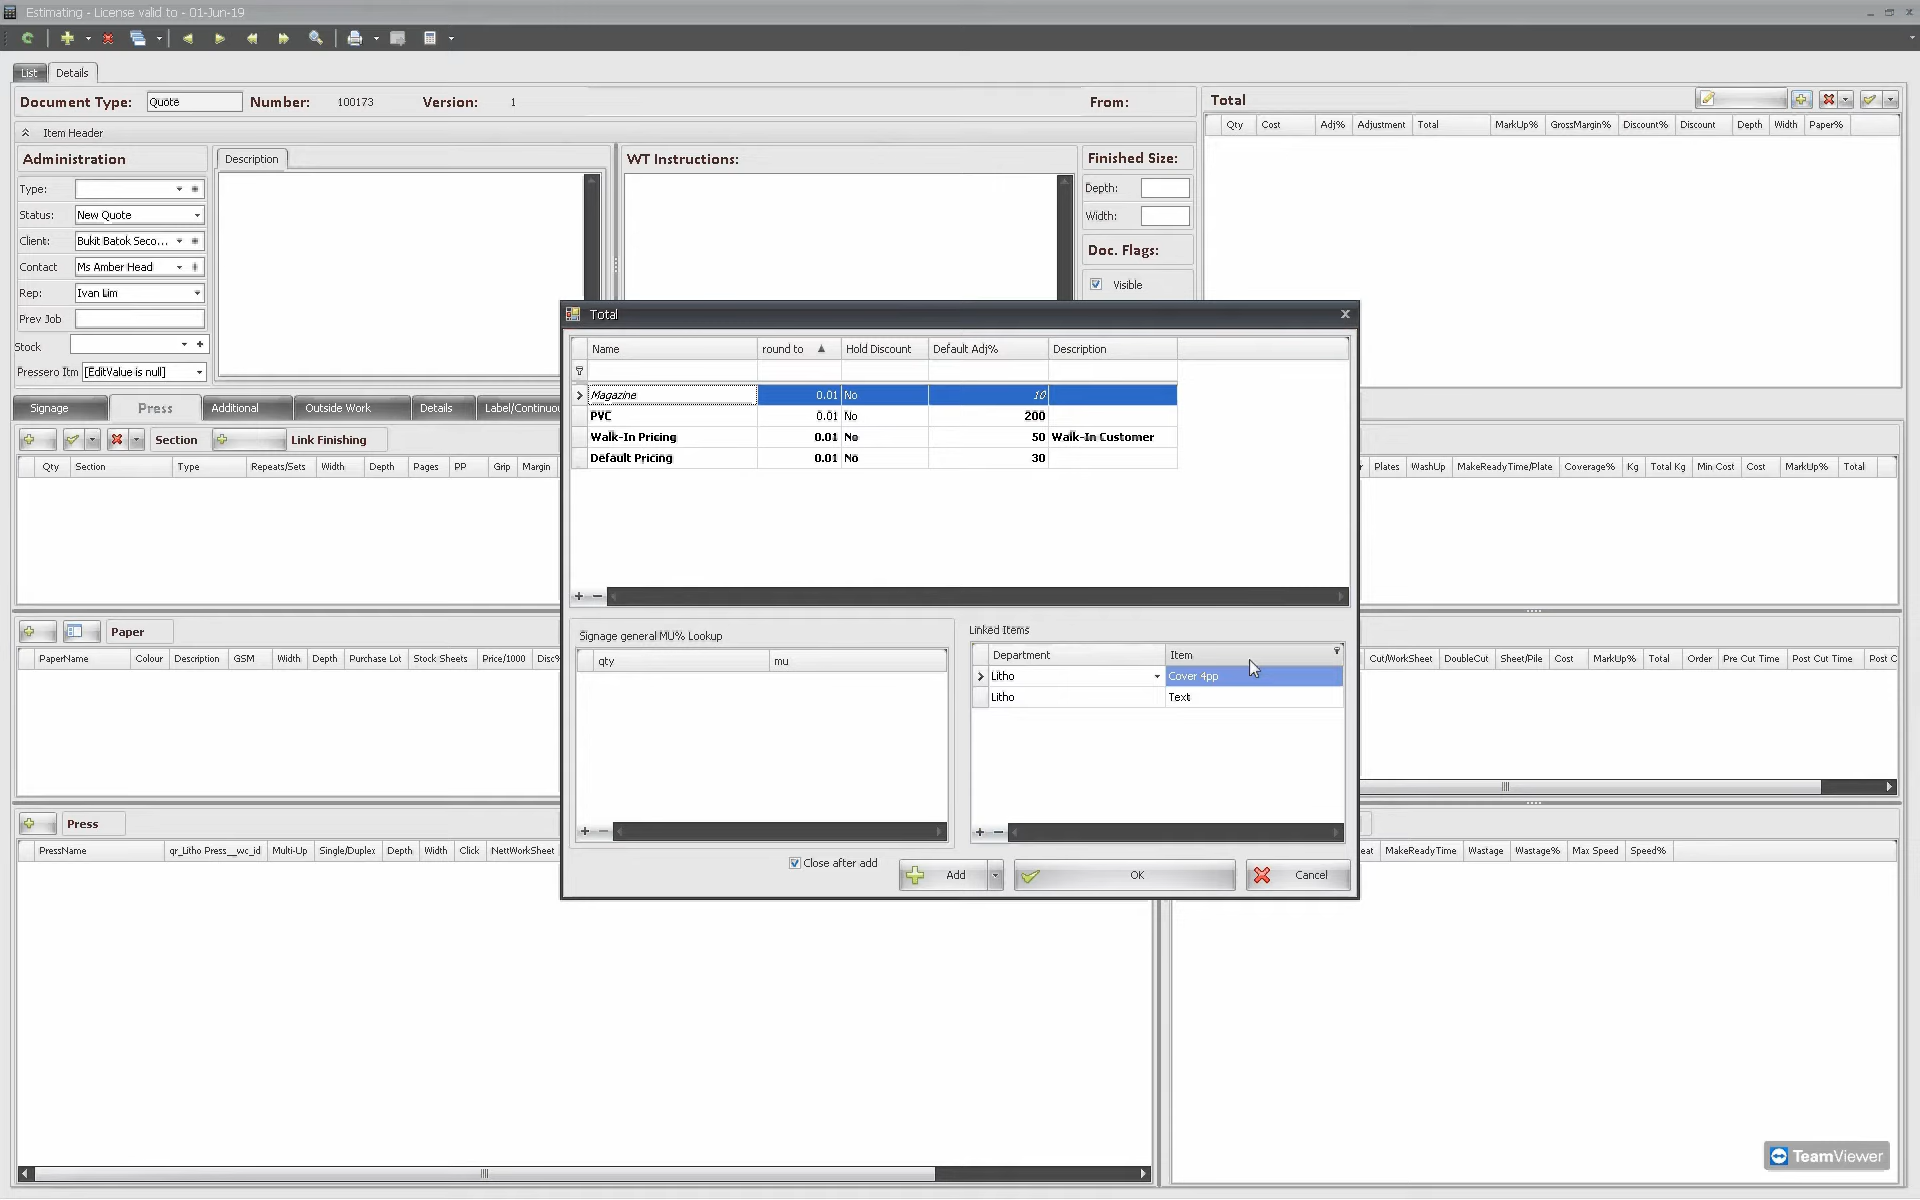 Estimating - License valid to - 01-Jun-19
List
Details
Document Type:
Quote
Number:
100173
Version:
1
From:
Total
Qty Cost Adj% Adjustment Total MarkUp% GrossMargin% Discount% Discount Depth Width Paper%
Item Header
Administration
Description
WT Instructions:
Finished Size:
Type:
Status: New Quote
Client: Bukit Batok Seco...
Contact Ms Amber Head
Rep: Ivan Lim
Prev Job
Stock
Pressero Itm [EditValue is null]
Depth:
Width:
Doc. Flags:
Visible
Signage
Press
Additional
Outside Work
Details
Label/Continuou
Section
Link Finishing
Qty Section Type Repeats/Sets Width Depth Pages PP Grip Margin
r Plates WashUp MakeReadyTime/Plate Coverage% Kg Total Kg Min Cost Cost MarkUp% Total
Paper
PaperName Colour Description GSM Width Depth Purchase Lot Stock Sheets Price/1000 Disc%
Cut/WorkSheet DoubleCut Sheet/Pile Cost MarkUp% Total Order Pre Cut Time Post Cut Time Post C
Press
PressName qr_Litho Press__wc_id Multi-Up Single/Duplex Depth Width Click NettWorkSheet
eat MakeReadyTime Wastage Wastage% Max Speed Speed%
Total
Name round to Hold Discount Default Adj% Description
Magazine 0.01 No 10
PVC 0.01 No 200
Walk-In Pricing 0.01 No 50 Walk-In Customer
Default Pricing 0.01 No 30
Signage general MU% Lookup
qty mu
Linked Items
Department Item
Litho Cover 4pp
Litho Text
Close after add
Add
OK
Cancel
TeamViewer